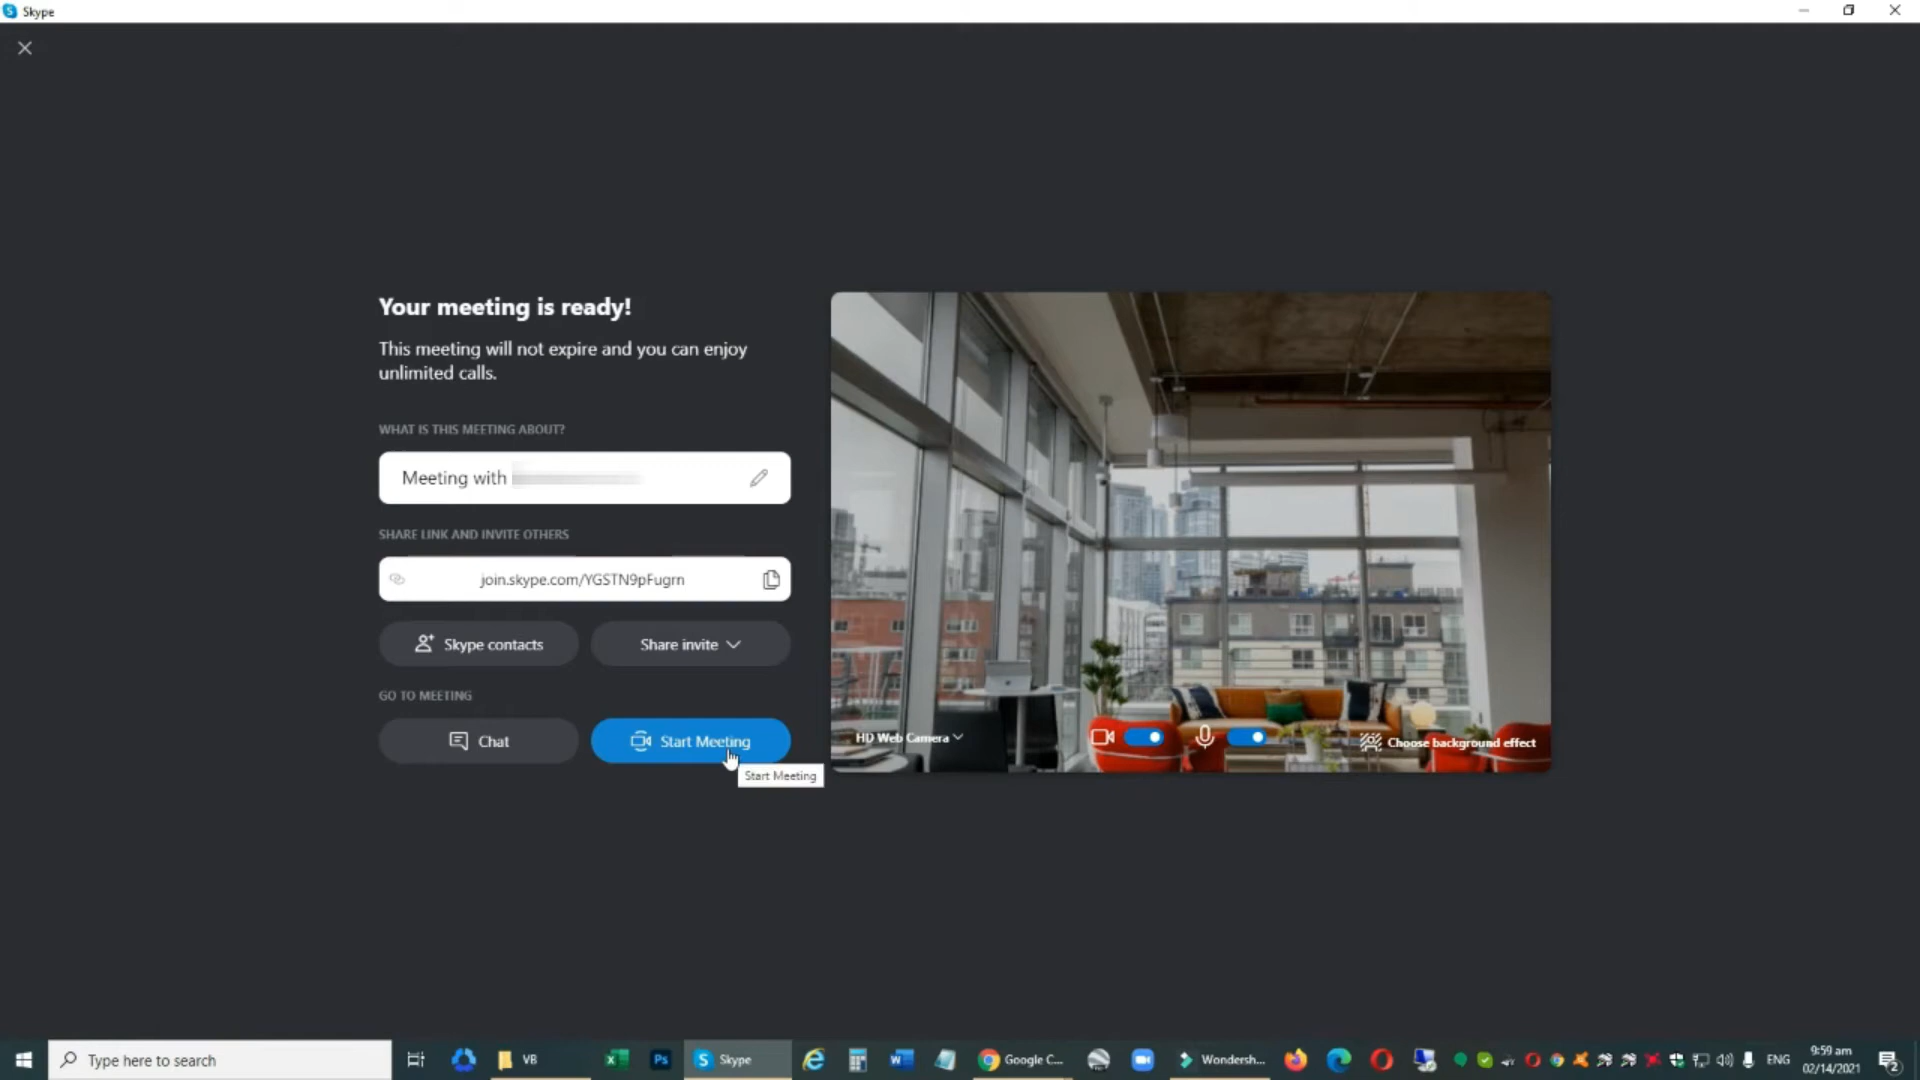 Skype
Your meeting is ready!
This meeting will not expire and you can enjoy
unlimited calls.
WHAT IS THIS MEETING ABOUT?
Meeting with
SHARE LINK AND INVITE OTHERS
join.skype.com/YGSTN9pFugrn
Skype contacts
Share invite
GO TO MEETING
Chat
Start Meeting
Start Meeting
HD Web Camera
Choose background effect
Type here to search
VB
Ps
Skype
Google C...
Wondersh...
ENG
9:59 am
02/14/2021
2